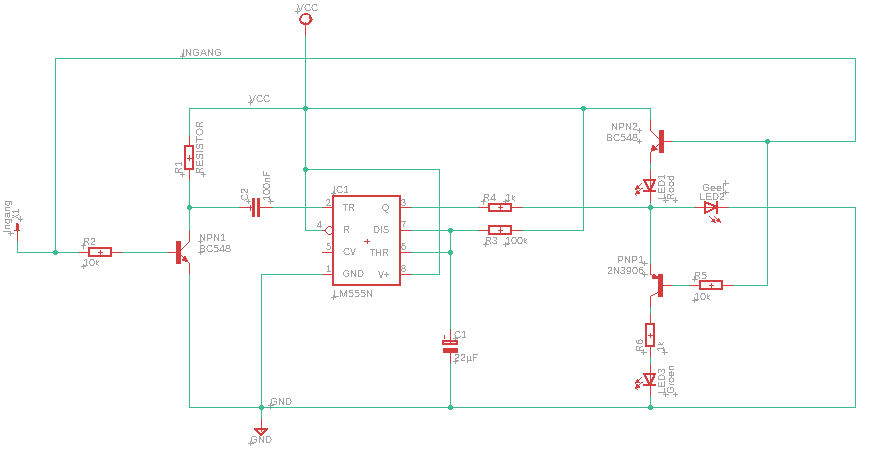 VCC
INGANG
VCC
NPN2
BC548
R1
RESISTOR
C2
100nF
IC1
LM555N
2
TR
4
R
5
CV
1
GND
3
Q
7
DIS
6
THR
8
V+
R4
1k
R3
100k
LED1
Rood
Geel
LED2
Ingang
X1
R2
10k
NPN1
BC548
PNP1
2N3906
R5
10k
C1
22µF
R6
1k
LED3
Groen
GND
GND